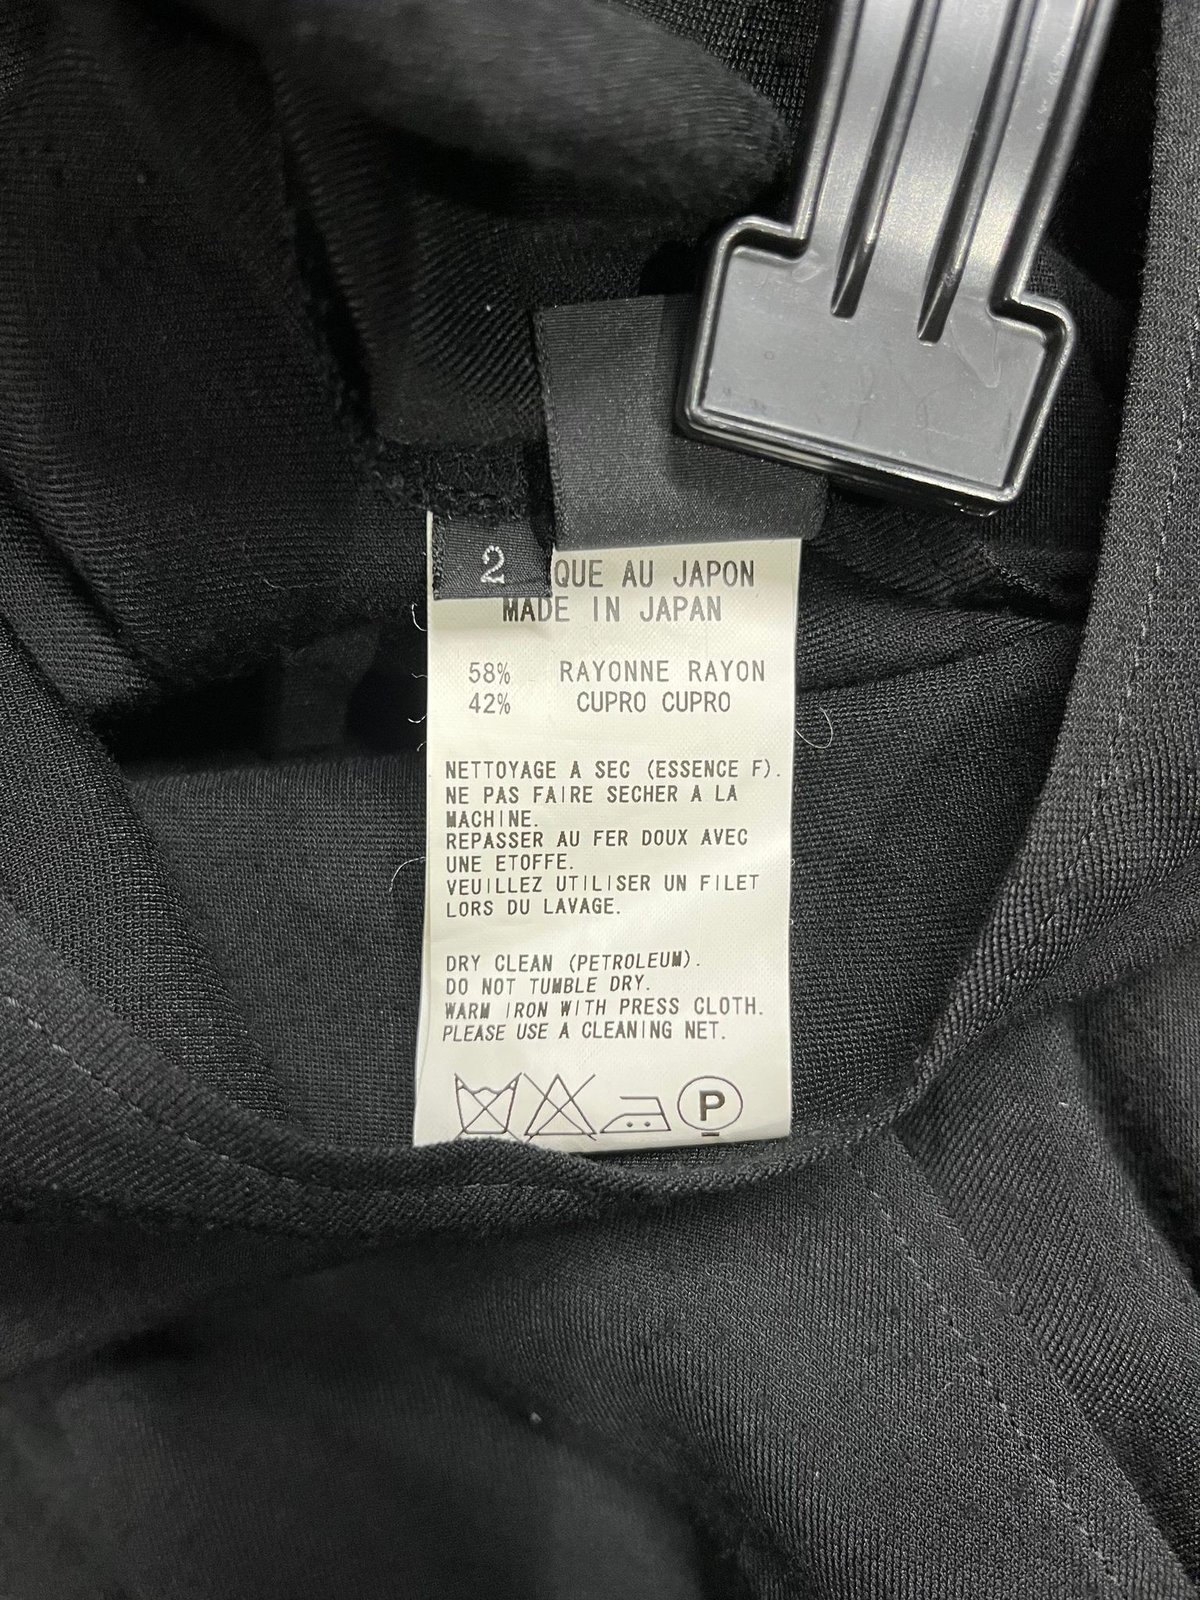 2
QUE AU JAPON
MADE IN JAPAN
58% RAYONNE RAYON
42% CUPRO CUPRO
NETTOYAGE A SEC (ESSENCE F).
NE PAS FAIRE SECHER A LA
MACHINE.
REPASSER AU FER DOUX AVEC
UNE ETOFFE.
VEUILLEZ UTILISER UN FILET
LORS DU LAVAGE.
DRY CLEAN (PETROLEUM).
DO NOT TUMBLE DRY.
WARM IRON WITH PRESS CLOTH.
PLEASE USE A CLEANING NET.
P